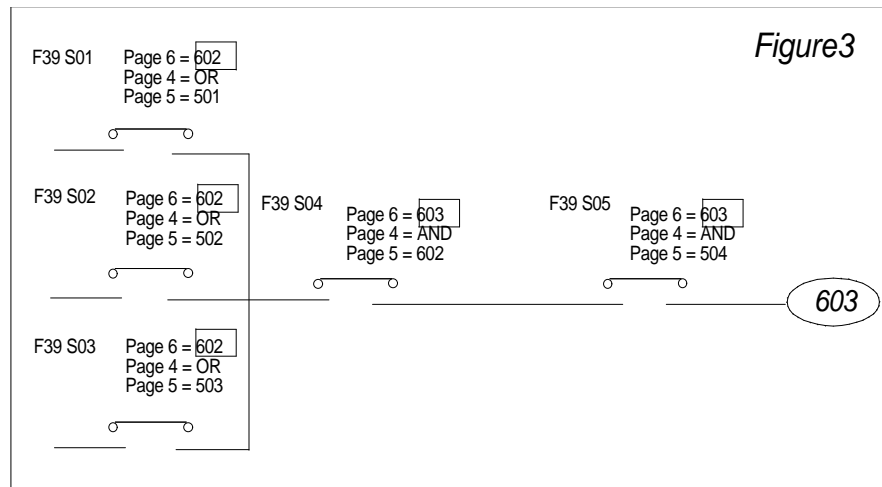 Figure3
F39 S01
Page 6 = 602
Page 4 = OR
Page 5 = 501
F39 S02
Page 6 = 602
Page 4 = OR
Page 5 = 502
F39 S04
Page 6 = 603
Page 4 = AND
Page 5 = 602
F39 S05
Page 6 = 603
Page 4 = AND
Page 5 = 504
603
F39 S03
Page 6 = 602
Page 4 = OR
Page 5 = 503